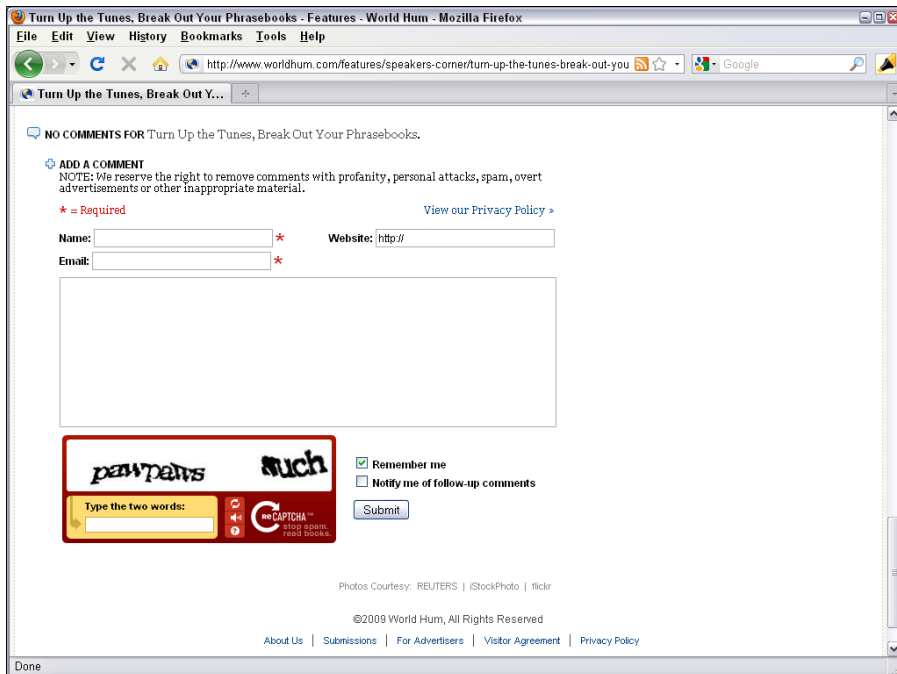 Turn Up the Tunes, Break Out Your Phrasebooks - Features - World Hum - Mozilla Firefox
File Edit View History Bookmarks Tools Help
http://www.worldhum.com/features/speakers-corner/turn-up-the-tunes-break-out-you
Google
Turn Up the Tunes, Break Out Y...
NO COMMENTS FOR Turn Up the Tunes, Break Out Your Phrasebooks.
ADD A COMMENT
NOTE: We reserve the right to remove comments with profanity, personal attacks, spam, overt
advertisements or other inappropriate material.
* = Required View our Privacy Policy »
Name: * Website: http://
Email: *
pawpaws much
Remember me
Notify me of follow-up comments
Type the two words:
Submit
reCAPTCHA™
stop spam.
read books.
Photos Courtesy: REUTERS | iStockPhoto | flickr
©2009 World Hum, All Rights Reserved
About Us | Submissions | For Advertisers | Visitor Agreement | Privacy Policy
Done